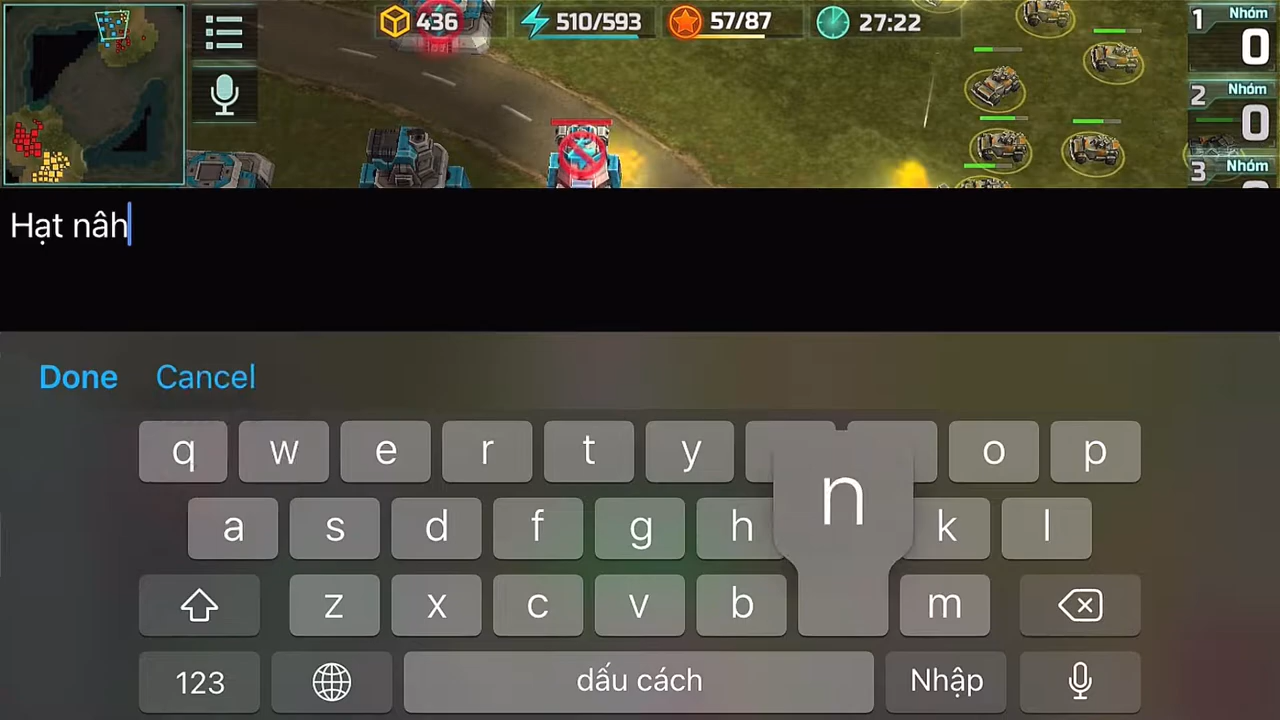 436
510/593
57/87
27:22
1 Nhóm
0
2 Nhóm
0
3 Nhóm
Hạt nâh
Done Cancel
q w e r t y o p
a s d f g h n k l
z x c v b m
123 dấu cách Nhập